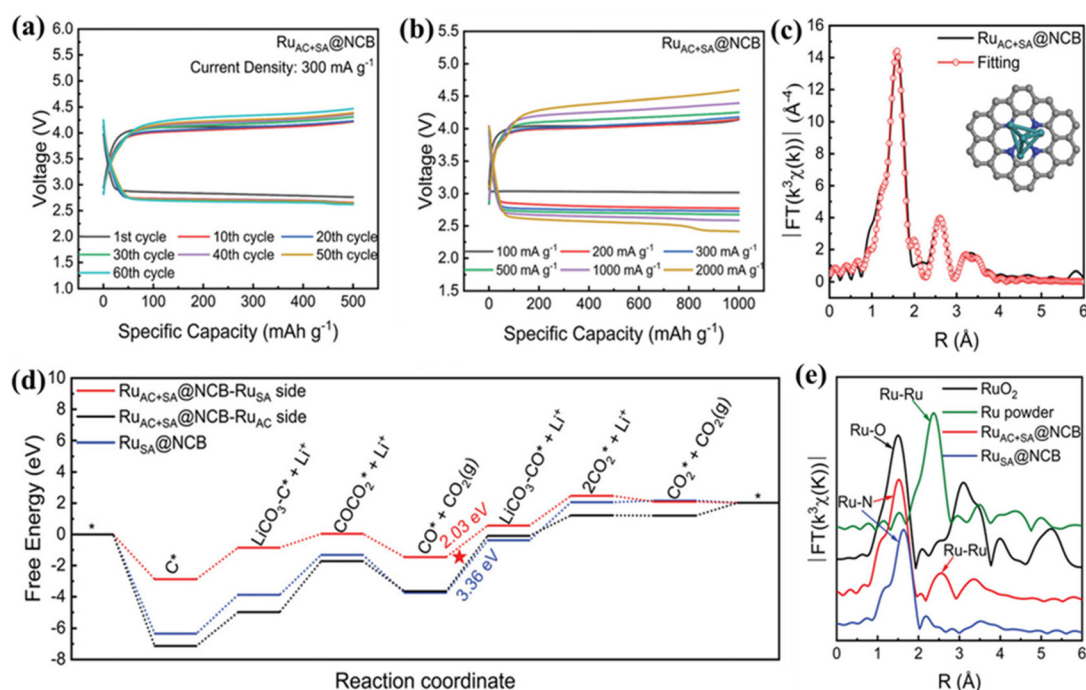 (a)
Ru_AC+SA@NCB
Current Density: 300 mA g⁻¹
Voltage (V)
6.0
5.5
5.0
4.5
4.0
3.5
3.0
2.5
2.0
1.5
1.0
1st cycle 10th cycle 20th cycle
30th cycle 40th cycle 50th cycle
60th cycle
0 100 200 300 400 500
Specific Capacity (mAh g⁻¹)
(b)
Ru_AC+SA@NCB
Voltage (V)
5.5
5.0
4.5
4.0
3.5
3.0
2.5
2.0
1.5
1.0
100 mA g⁻¹ 200 mA g⁻¹ 300 mA g⁻¹
500 mA g⁻¹ 1000 mA g⁻¹ 2000 mA g⁻¹
0 200 400 600 800 1000
Specific Capacity (mAh g⁻¹)
(c)
Ru_AC+SA@NCB
Fitting
|FT(k³χ(k))| (Å⁻⁴)
16
14
12
10
8
6
4
2
0
0 1 2 3 4 5 6
R (Å)
(d)
Ru_AC+SA@NCB-Ru_SA side
Ru_AC+SA@NCB-Ru_AC side
Ru_SA@NCB
Free Energy (eV)
10
8
6
4
2
0
-2
-4
-6
-8
*
C*
LiCO₃-C* + Li⁺
COCO₂* + Li⁺
CO* + CO₂(g)
2.03 eV
3.36 eV
LiCO₃-CO* + Li⁺
2CO₂* + Li⁺
CO₂* + CO₂(g)
*
Reaction coordinate
(e)
RuO₂
Ru powder
Ru_AC+SA@NCB
Ru_SA@NCB
Ru-Ru
Ru-O
Ru-N
Ru-Ru
|FT(k³χ(K))|
0 1 2 3 4 5 6
R (Å)